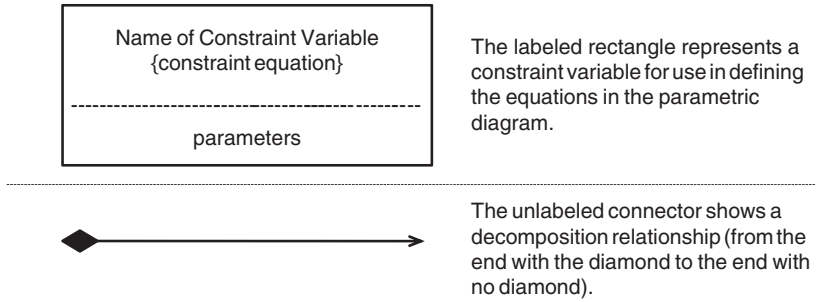 Name of Constraint Variable
{constraint equation}
parameters
The labeled rectangle represents a
constraint variable for use in defining
the equations in the parametric
diagram.
The unlabeled connector shows a
decomposition relationship (from the
end with the diamond to the end with
no diamond).